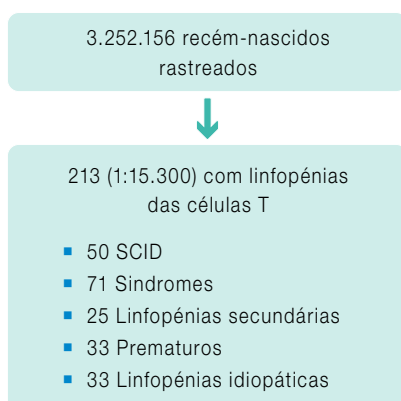 3.252.156 recém-nascidos
rastreados
213 (1:15.300) com linfopénias
das células T
▪ 50 SCID
▪ 71 Sindromes
▪ 25 Linfopénias secundárias
▪ 33 Prematuros
▪ 33 Linfopénias idiopáticas